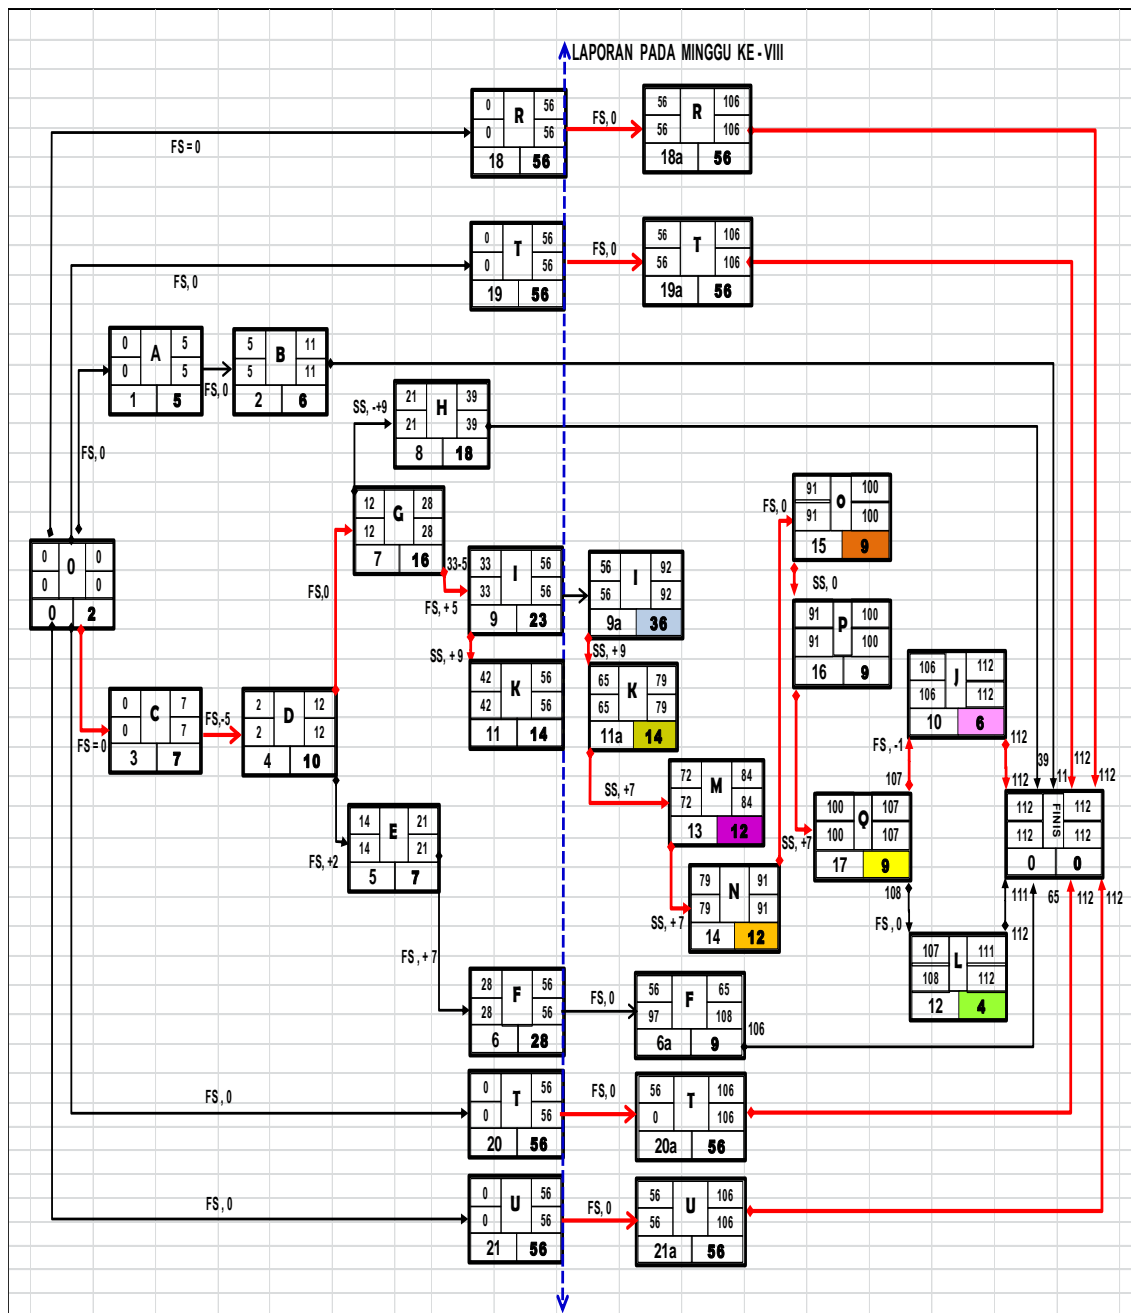 LAPORAN PADA MINGGU KE - VIII
0 R 56
0 56
18 56
FS = 0
FS, 0
56 R 106
56 106
18a 56
0 T 56
0 56
19 56
FS, 0
FS, 0
56 T 106
56 106
19a 56
0 A 5
0 5
1 5
FS, 0
FS, 0
5 B 11
5 11
2 6
SS, -+9
21 H 39
21 39
8 18
12 G 28
12 28
7 16
FS,0
33-5
FS, + 5
33 I 56
33 56
9 23
SS, + 9
56 I 92
56 92
9a 36
SS, + 9
FS, 0
91 O 100
91 100
15 9
SS, 0
0 0 0
0 0
0 2
FS = 0
0 C 7
0 7
3 7
FS,-5
2 D 12
2 12
4 10
42 K 56
42 56
11 14
65 K 79
65 79
11a 14
SS, +7
91 P 100
91 100
16 9
SS, +7
106 J 112
106 112
10 6
FS , -1
107
112
39
11
112
112
72 M 84
72 84
13 12
SS, + 7
100 Q 107
100 107
17 9
108
FS , 0
112 FINIS 112
112 112
0 0
FS, +2
14 E 21
14 21
5 7
79 N 91
79 91
14 12
111
112
65
112
112
107 L 111
108 112
12 4
FS , + 7
28 F 56
28 56
6 28
FS, 0
56 F 65
97 108
6a 9
106
FS, 0
0 T 56
0 56
20 56
FS, 0
56 T 106
0 106
20a 56
FS , 0
0 U 56
0 56
21 56
FS, 0
56 U 106
56 106
21a 56